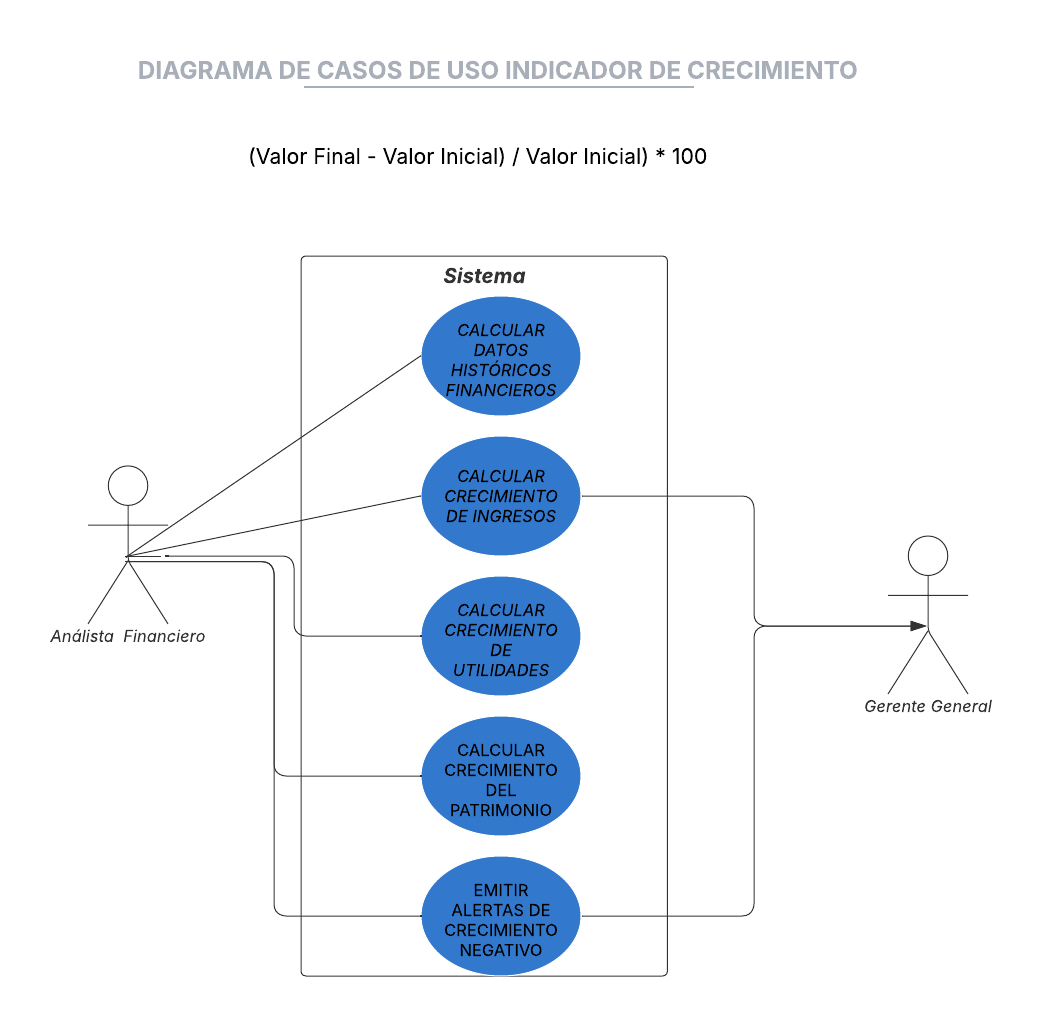 DIAGRAMA DE CASOS DE USO INDICADOR DE CRECIMIENTO
(Valor Final - Valor Inicial) / Valor Inicial) * 100
Sistema
CALCULAR
DATOS
HISTÓRICOS
FINANCIEROS
CALCULAR
CRECIMIENTO
DE INGRESOS
CALCULAR
CRECIMIENTO
DE
UTILIDADES
CALCULAR
CRECIMIENTO
DEL
PATRIMONIO
EMITIR
ALERTAS DE
CRECIMIENTO
NEGATIVO
Análista Financiero
Gerente General